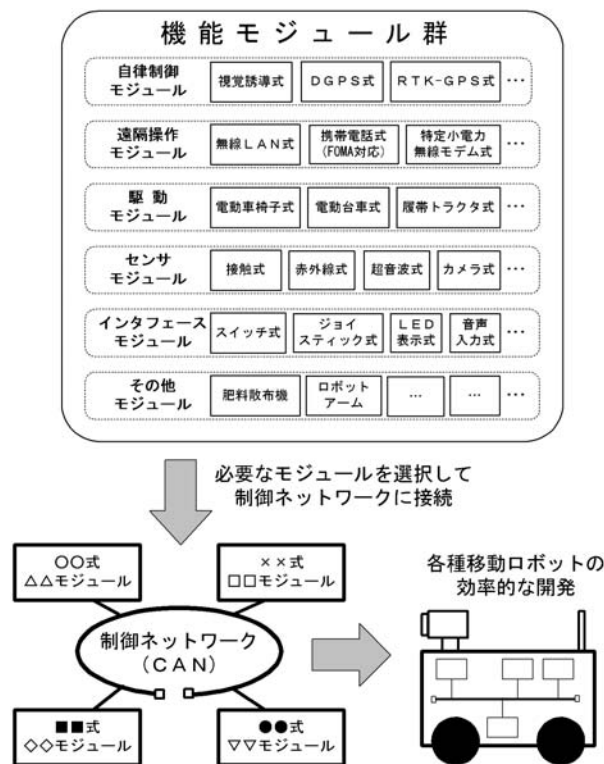 機能モジュール群
自律制御
モジュール
視覚誘導式
DGPS式
RTK-GPS式
…
遠隔操作
モジュール
無線LAN式
携帯電話式
(FOMA対応)
特定小電力
無線モデム式
…
駆動
モジュール
電動車椅子式
電動台車式
履帯トラクタ式
…
センサ
モジュール
接触式
赤外線式
超音波式
カメラ式
…
インタフェース
モジュール
スイッチ式
ジョイ
スティック式
LED
表示式
音声
入力式
…
その他
モジュール
肥料散布機
ロボット
アーム
…
…
…
必要なモジュールを選択して
制御ネットワークに接続
○○式
△△モジュール
××式
□□モジュール
制御ネットワーク
(CAN)
■■式
◇◇モジュール
●●式
▽▽モジュール
各種移動ロボットの
効率的な開発